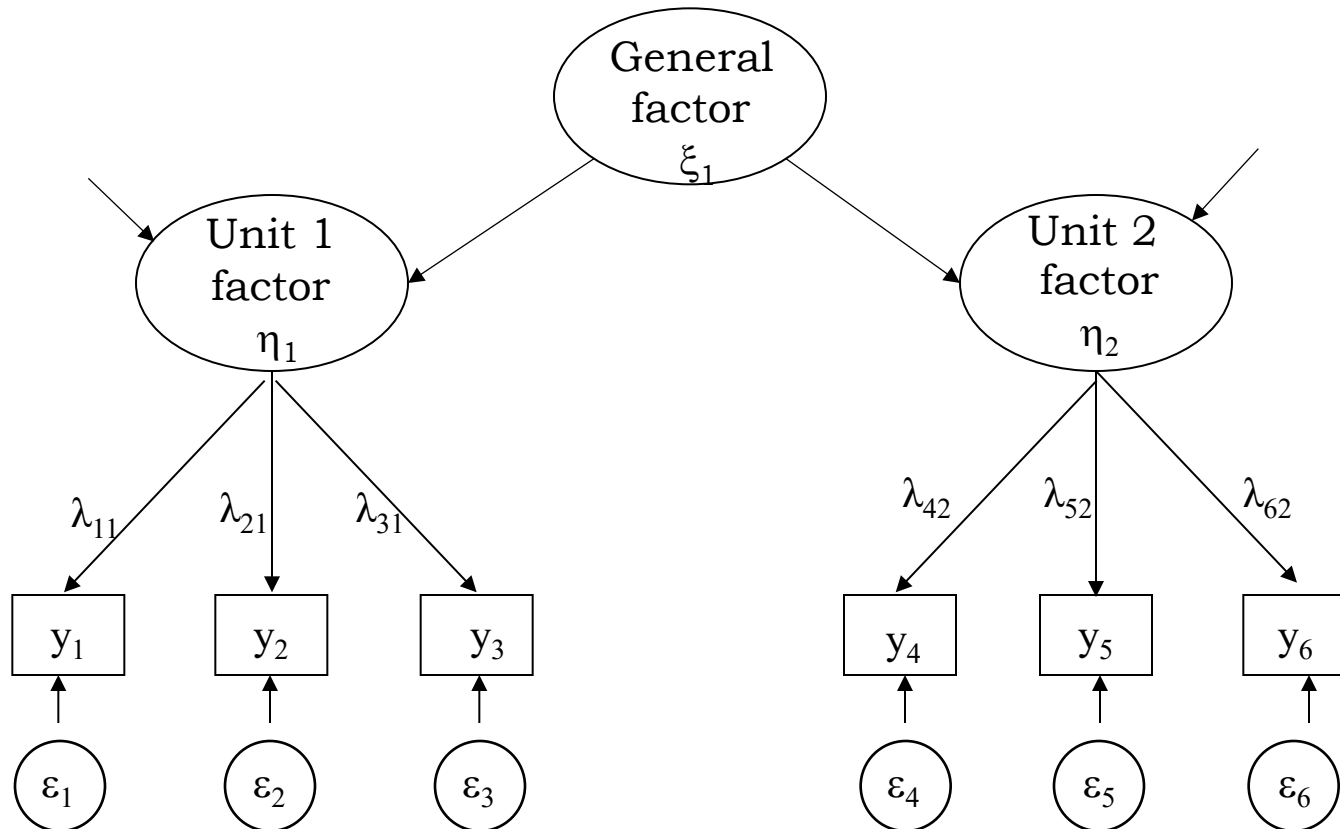 General
factor
ξ₁
Unit 1
factor
η₁
Unit 2
factor
η₂
λ₁₁
λ₂₁
λ₃₁
λ₄₂
λ₅₂
λ₆₂
y₁
y₂
y₃
y₄
y₅
y₆
ε₁
ε₂
ε₃
ε₄
ε₅
ε₆